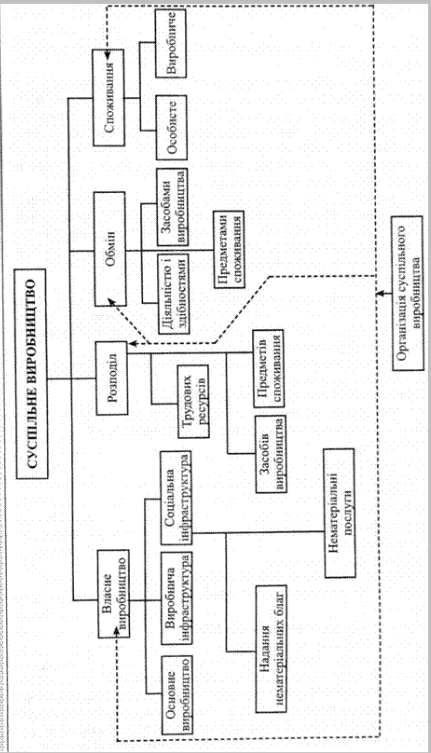 СУСПІЛЬНЕ ВИРОБНИЦТВО
Власне
виробництво
Розподіл
Обмін
Споживання
Основне
виробництво
Виробнича
інфраструктура
Соціальна
інфраструктура
Трудових
ресурсів
Діяльністю і
здібностями
Засобами
виробництва
Особисте
Виробниче
Надання
нематеріальних благ
Нематеріальні
послуги
Засобів
виробництва
Предметів
споживання
Предметами
споживання
Організація суспільного
виробництва